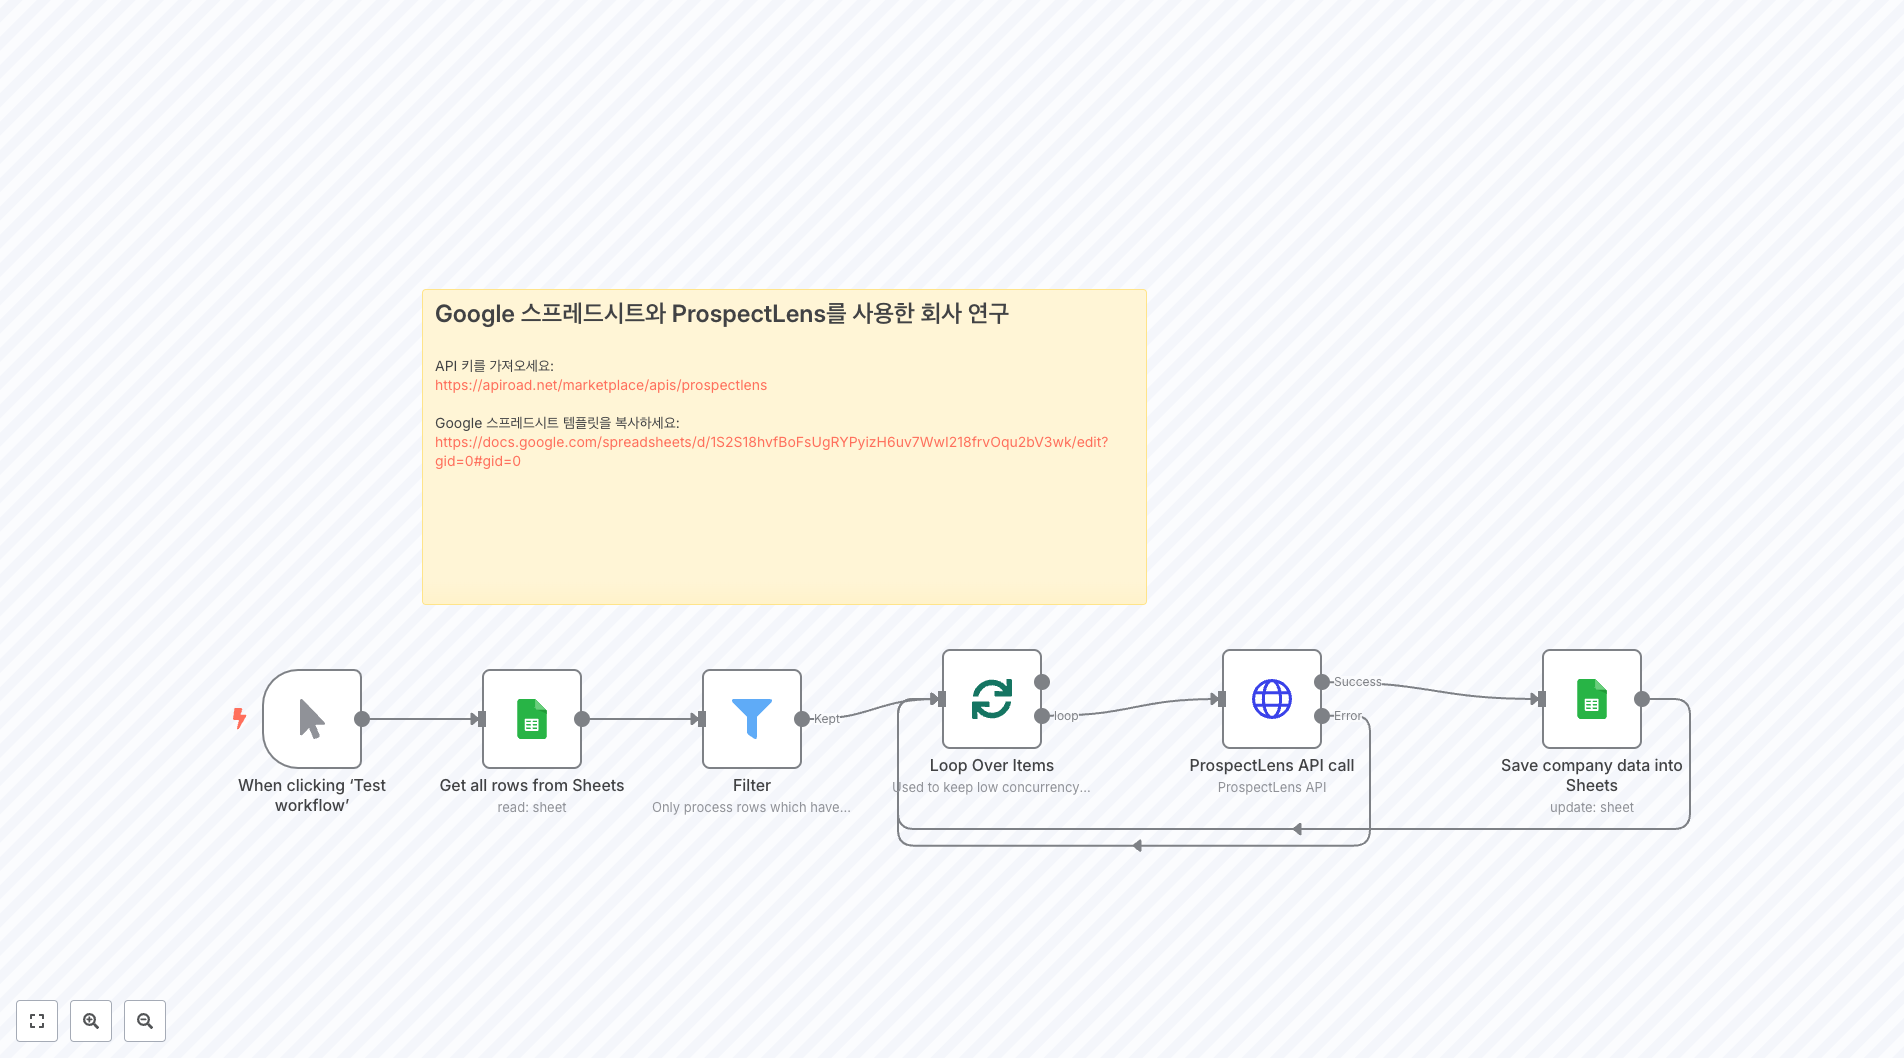 Google 스프레드시트와 ProspectLens를 사용한 회사 연구
API 키를 가져오세요:
https://apiroad.net/marketplace/apis/prospectlens
Google 스프레드시트 템플릿을 복사하세요:
https://docs.google.com/spreadsheets/d/1S2S18hvfBoFsUgRYPyizH6uv7WwI218frvOqu2bV3wk/edit?
gid=0#gid=0
When clicking ‘Test
workflow’
Get all rows from Sheets
read: sheet
Kept
Filter
Only process rows which have...
loop
Loop Over Items
Used to keep low concurrency...
Success
Error
ProspectLens API call
ProspectLens API
Save company data into
Sheets
update: sheet